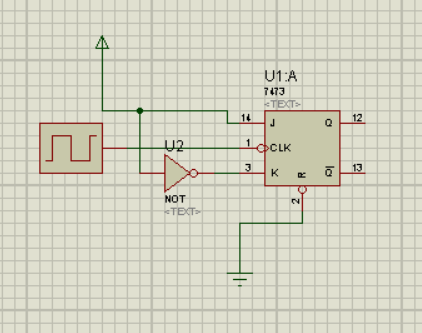 U1:A
7473
<TEXT>
14
J
Q
12
1
CLK
3
K
R
Q
13
2
U2
NOT
<TEXT>